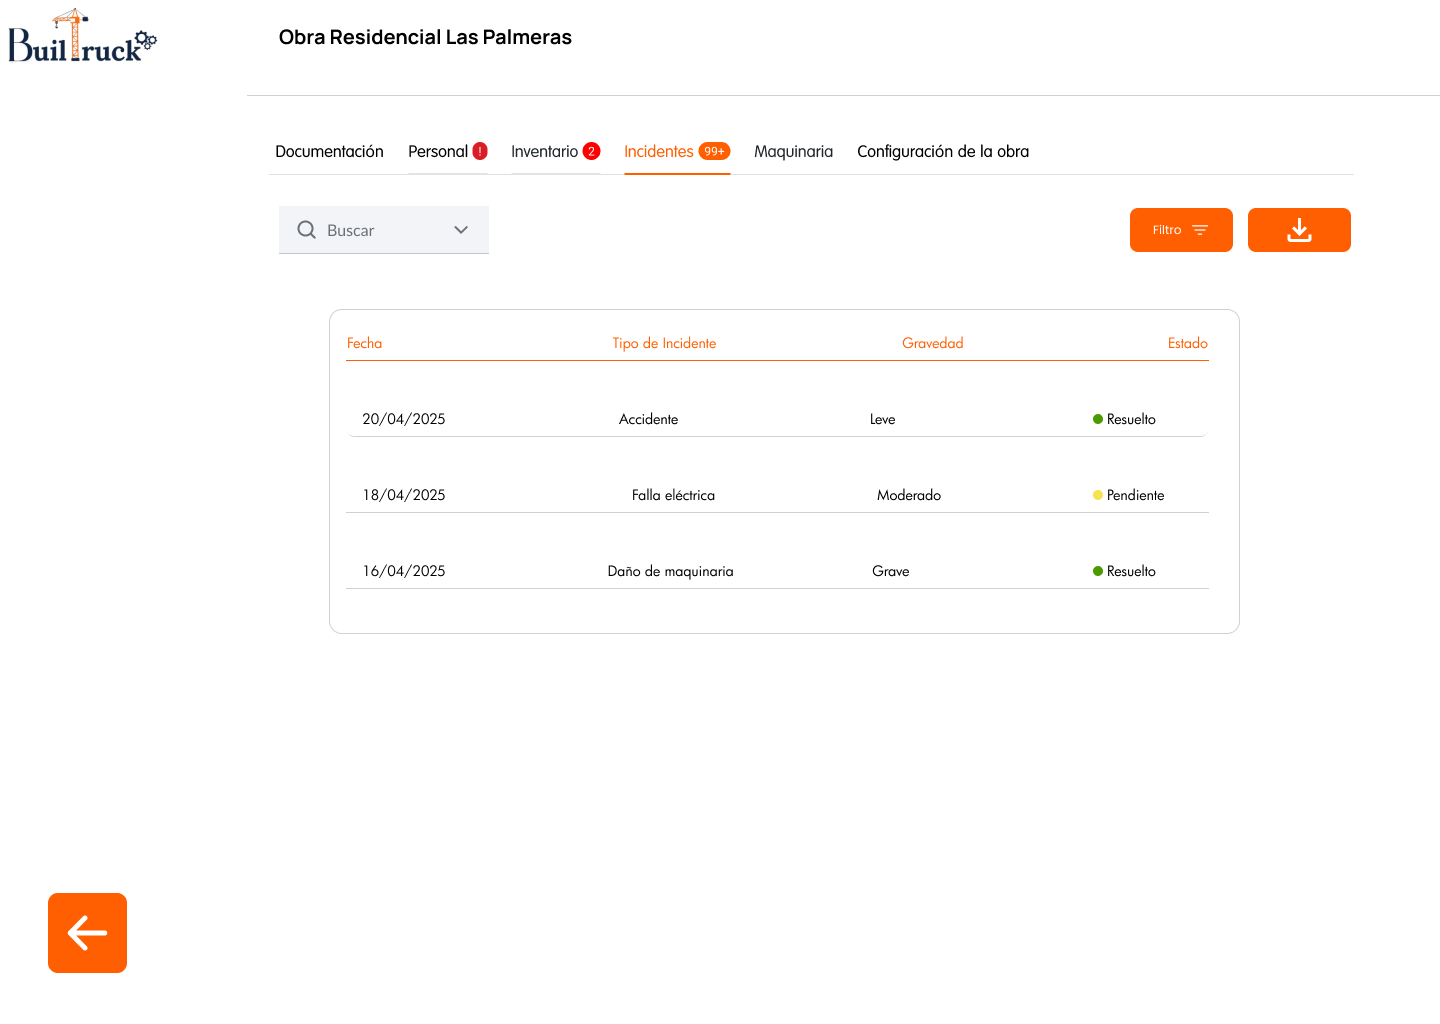 BuilTruck
Obra Residencial Las Palmeras
Documentación Personal ! Inventario 2 Incidentes 99+ Maquinaria Configuración de la obra
Buscar Filtro
Fecha Tipo de Incidente Gravedad Estado
20/04/2025 Accidente Leve Resuelto
18/04/2025 Falla eléctrica Moderado Pendiente
16/04/2025 Daño de maquinaria Grave Resuelto